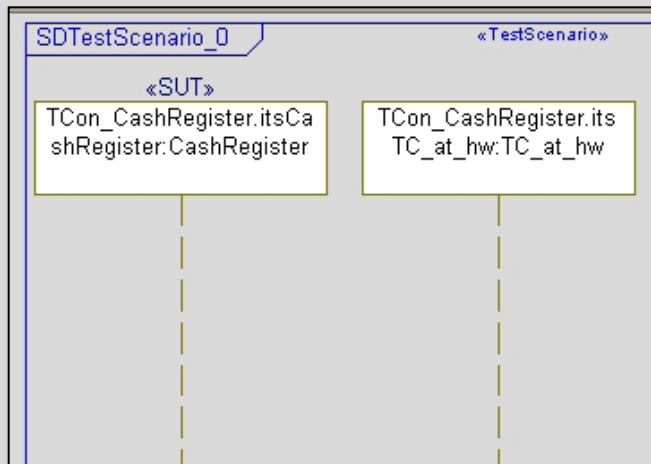 SDTestScenario_0
«TestScenario»
«SUT»
TCon_CashRegister.itsCa
shRegister:CashRegister
TCon_CashRegister.its
TC_at_hw:TC_at_hw